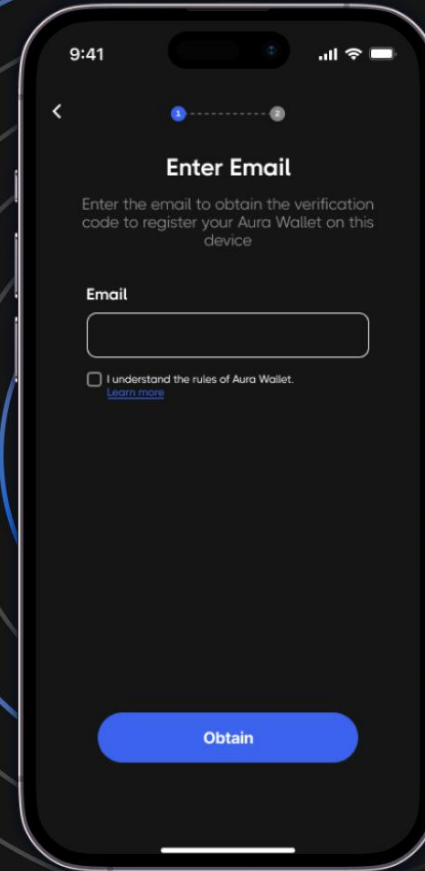 9:41
1
2
Enter Email
Enter the email to obtain the verification
code to register your Aura Wallet on this
device
Email
I understand the rules of Aura Wallet.
Learn more
Obtain